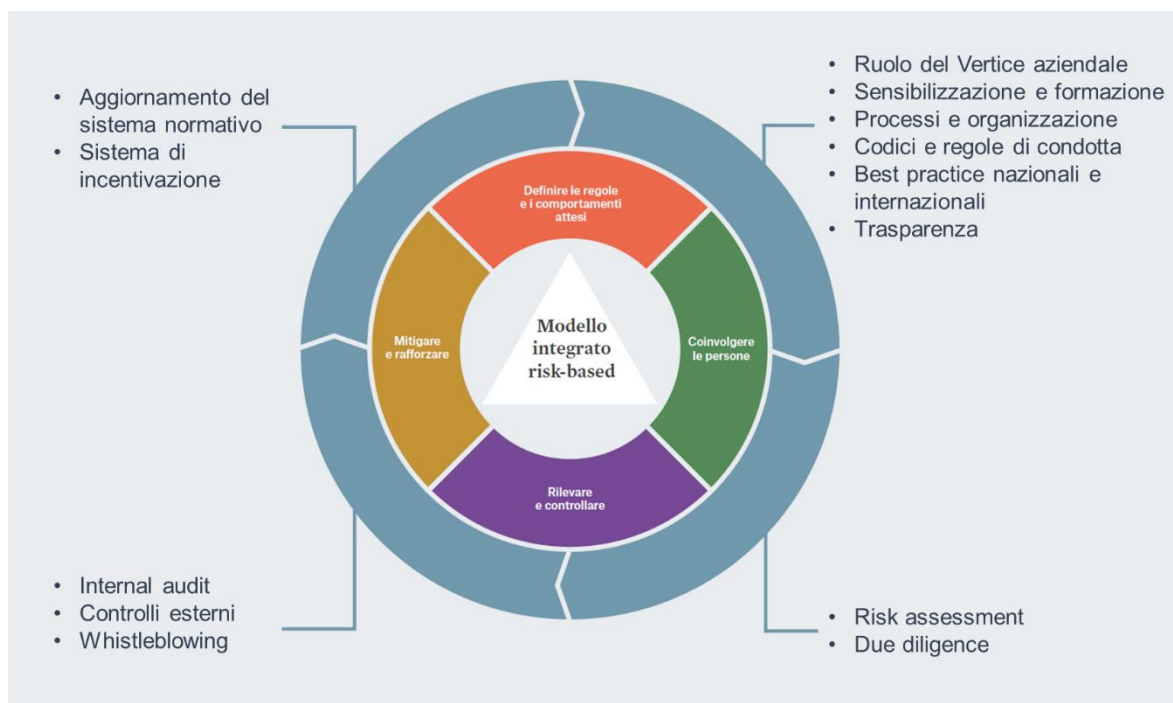 • Aggiornamento del
sistema normativo
• Sistema di
incentivazione
• Ruolo del Vertice aziendale
• Sensibilizzazione e formazione
• Processi e organizzazione
• Codici e regole di condotta
• Best practice nazionali e
internazionali
• Trasparenza
Definire le regole
e i comportamenti
attesi
Mitigare
e rafforzare
Modello
integrato
risk-based
Coinvolgere
le persone
Rilevare
e controllare
• Internal audit
• Controlli esterni
• Whistleblowing
• Risk assessment
• Due diligence